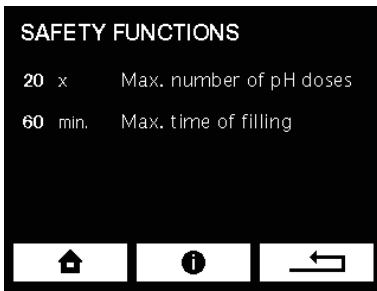 SAFETY FUNCTIONS
20 x Max. number of pH doses
60 min. Max. time of filling